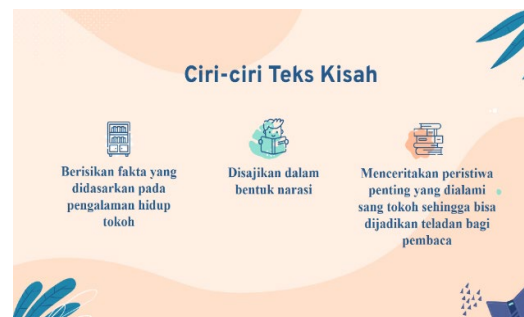 Ciri-ciri Teks Kisah
Berisikan fakta yang
didasarkan pada
pengalaman hidup
tokoh
Disajikan dalam
bentuk narasi
Menceritakan peristiwa
penting yang dialami
sang tokoh sehingga bisa
dijadikan teladan bagi
pembaca